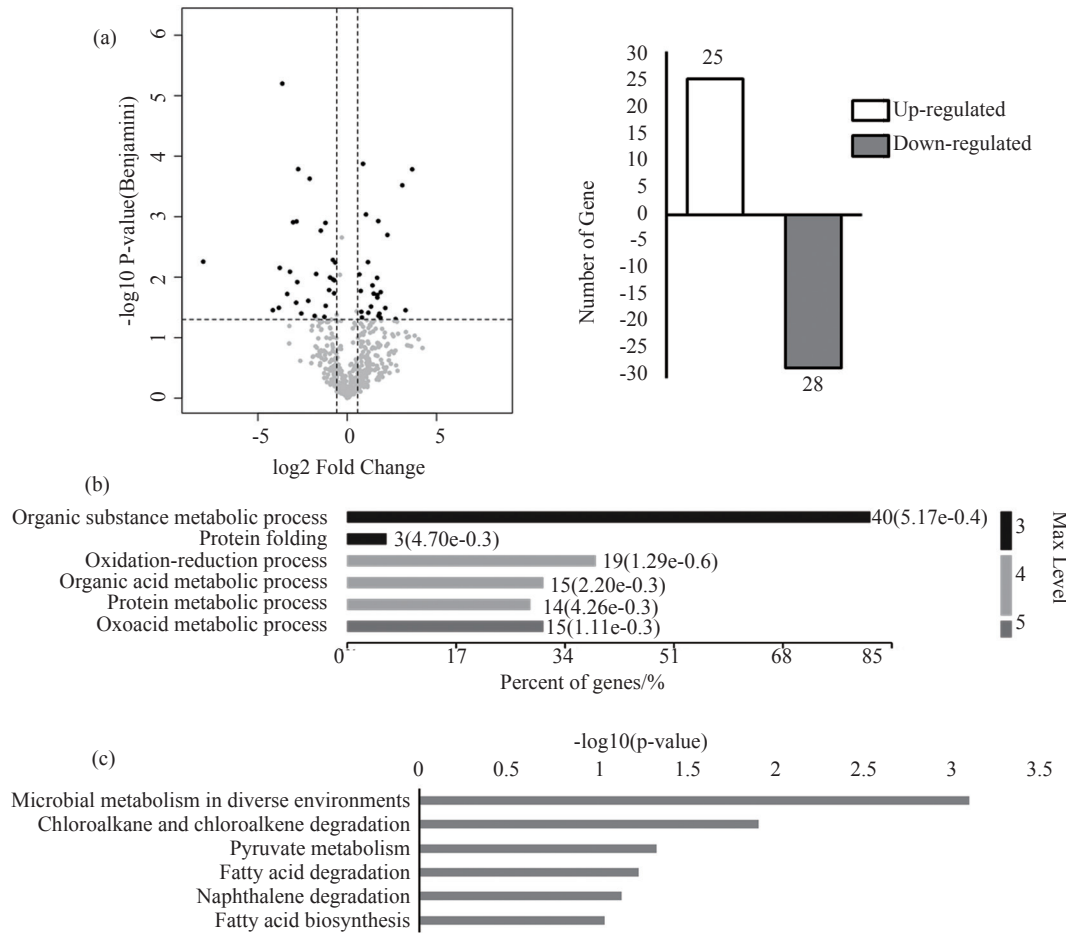 (a)
6
5
4
3
2
1
0
-log10 P-value(Benjamini)
-5
0
5
log2 Fold Change
30
25
20
15
10
5
0
-5
-10
-15
-20
-25
-30
Number of Gene
25
28
Up-regulated
Down-regulated
(b)
Organic substance metabolic process
40(5.17e-0.4)
Protein folding
3(4.70e-0.3)
Oxidation-reduction process
19(1.29e-0.6)
Organic acid metabolic process
15(2.20e-0.3)
Protein metabolic process
14(4.26e-0.3)
Oxoacid metabolic process
15(1.11e-0.3)
0 17 34 51 68 85
Percent of genes/%
3
4
5
Max Level
(c)
-log10(p-value)
0 0.5 1 1.5 2 2.5 3 3.5
Microbial metabolism in diverse environments
Chloroalkane and chloroalkene degradation
Pyruvate metabolism
Fatty acid degradation
Naphthalene degradation
Fatty acid biosynthesis